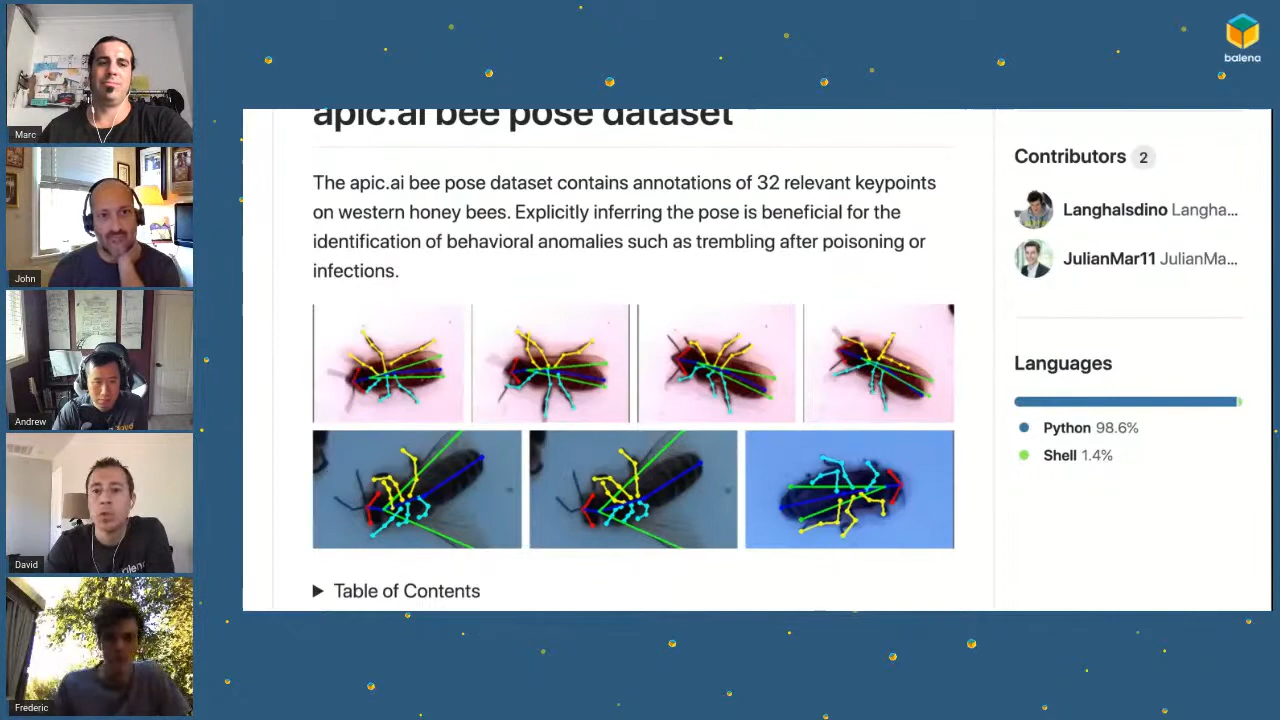 Marc
John
Andrew
David
Frederic
balena
apic.ai bee pose dataset
The apic.ai bee pose dataset contains annotations of 32 relevant keypoints
on western honey bees. Explicitly inferring the pose is beneficial for the
identification of behavioral anomalies such as trembling after poisoning or
infections.
Table of Contents
Contributors 2
Langhalsdino Langha...
JulianMar11 JulianMa...
Languages
Python 98.6%
Shell 1.4%